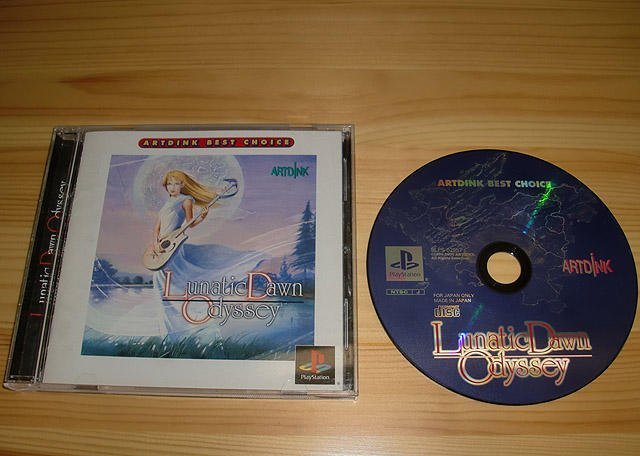 Lunatic Dawn Odyssey
ARTDINK BEST CHOICE
ARTDINK
Lunatic Dawn
Odyssey
PlayStation
ARTDINK BEST CHOICE
PlayStation
NTSC J
ARTDINK
FOR JAPAN ONLY
MADE IN JAPAN
disc
Lunatic Dawn
Odyssey